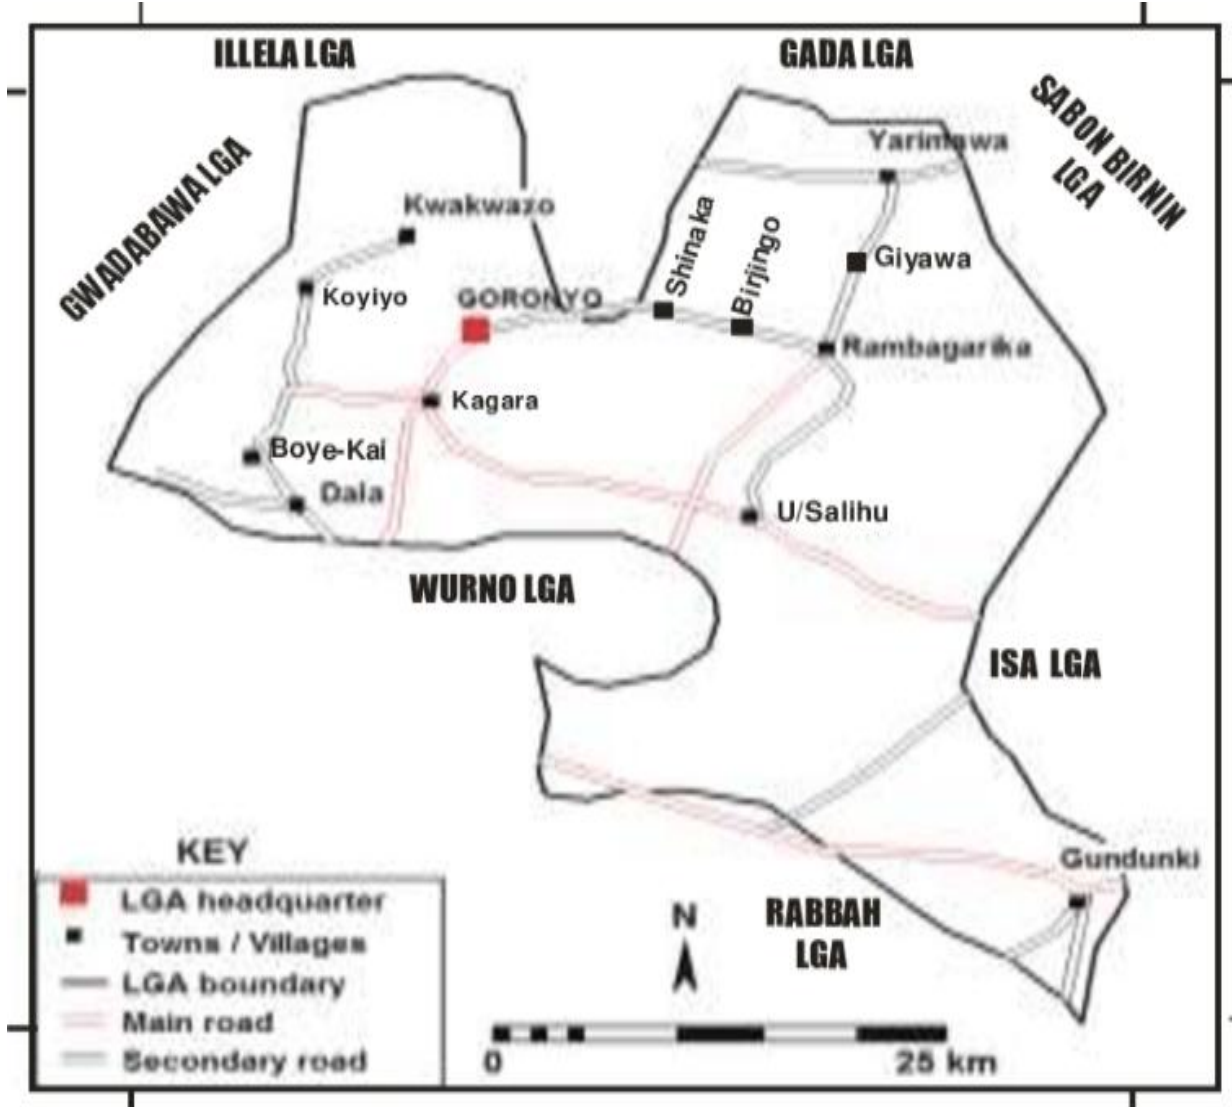 ILLELA LGA
GADA LGA
SABON BIRNIN
LGA
GWADABAWA LGA
Yarimawa
Kwakwazo
Shinaka
Birjingo
Giyawa
Koyiyo
GORONYO
Rambagarika
Kagara
Boye-Kai
Dala
U/Salihu
WURNO LGA
ISA LGA
Gundunki
RABBAH
LGA
N
0
25 km
KEY
LGA headquarter
Towns / Villages
LGA boundary
Main road
Secondary road